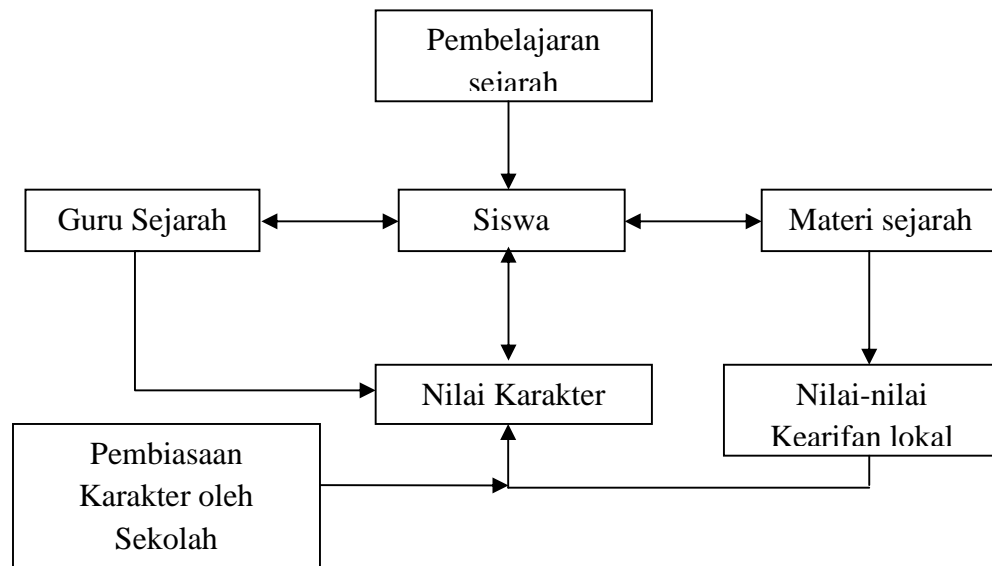 Pembelajaran
sejarah
Guru Sejarah
Siswa
Materi sejarah
Nilai Karakter
Nilai-nilai
Kearifan lokal
Pembiasaan
Karakter oleh
Sekolah